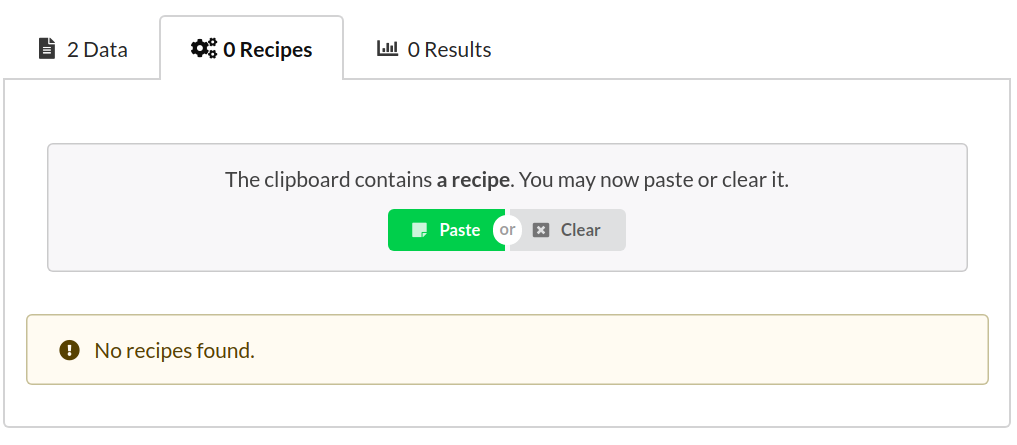 2 Data
0 Recipes
0 Results
The clipboard contains a recipe. You may now paste or clear it.
Paste or Clear
No recipes found.